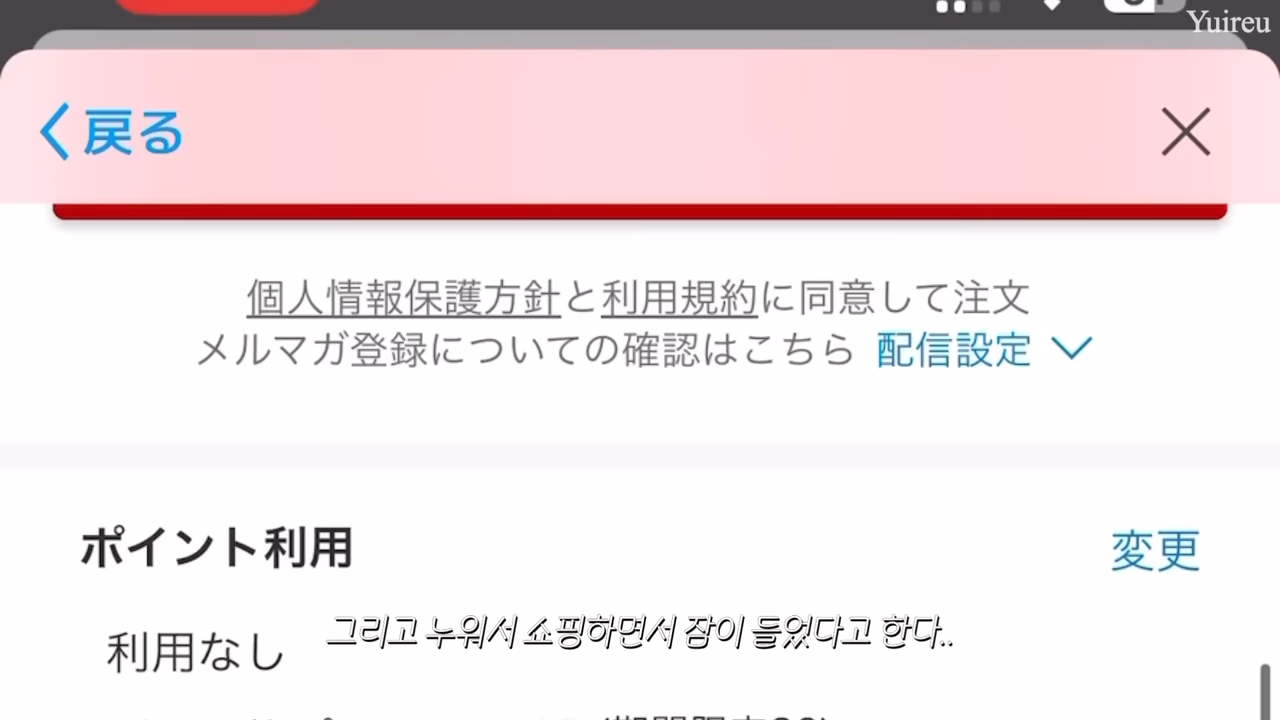 Yuireu
戻る
個人情報保護方針と利用規約に同意して注文
メルマガ登録についての確認はこちら 配信設定
ポイント利用
変更
利用なし
그리고 누워서 쇼핑하면서 잠이 들었다고 한다..